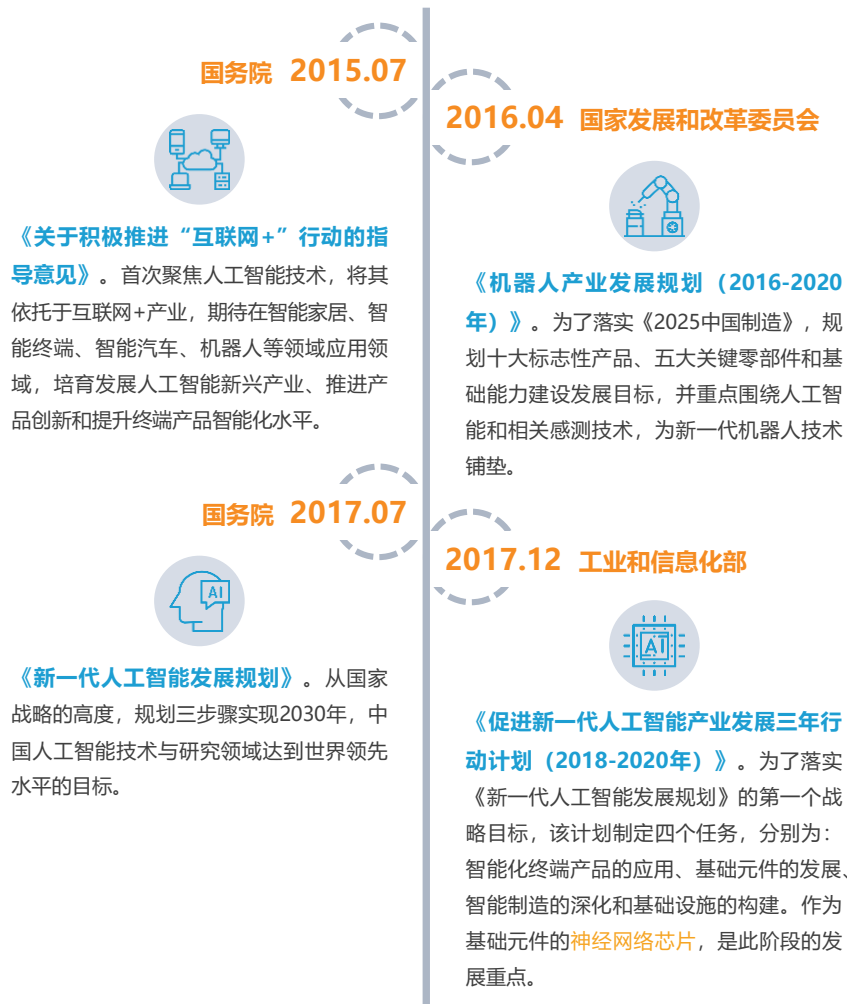 国务院 2015.07
《关于积极推进“互联网+”行动的指
导意见》。首次聚焦人工智能技术，将其
依托于互联网+产业，期待在智能家居、智
能终端、智能汽车、机器人等领域应用领
域，培育发展人工智能新兴产业、推进产
品创新和提升终端产品智能化水平。
2016.04 国家发展和改革委员会
《机器人产业发展规划（2016-2020
年）》。为了落实《2025中国制造》，规
划十大标志性产品、五大关键零部件和基
础能力建设发展目标，并重点围绕人工智
能和相关感测技术，为新一代机器人技术
铺垫。
国务院 2017.07
AI
《新一代人工智能发展规划》。从国家
战略的高度，规划三步骤实现2030年，中
国人工智能技术与研究领域达到世界领先
水平的目标。
2017.12 工业和信息化部
AI
《促进新一代人工智能产业发展三年行
动计划（2018-2020年）》。为了落实
《新一代人工智能发展规划》的第一个战
略目标，该计划制定四个任务，分别为：
智能化终端产品的应用、基础元件的发展、
智能制造的深化和基础设施的构建。作为
基础元件的神经网络芯片，是此阶段的发
展重点。